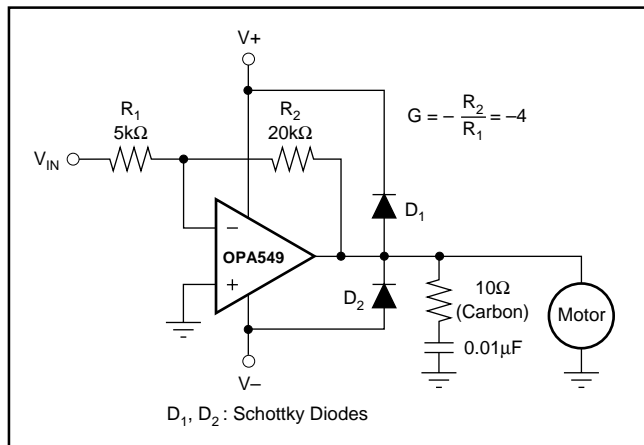 V+
R1
5kΩ
R2
20kΩ
G = – R2/R1 = –4
VIN
D1
–
OPA549
+
D2
10Ω
(Carbon)
Motor
0.01μF
V–
D1, D2 : Schottky Diodes